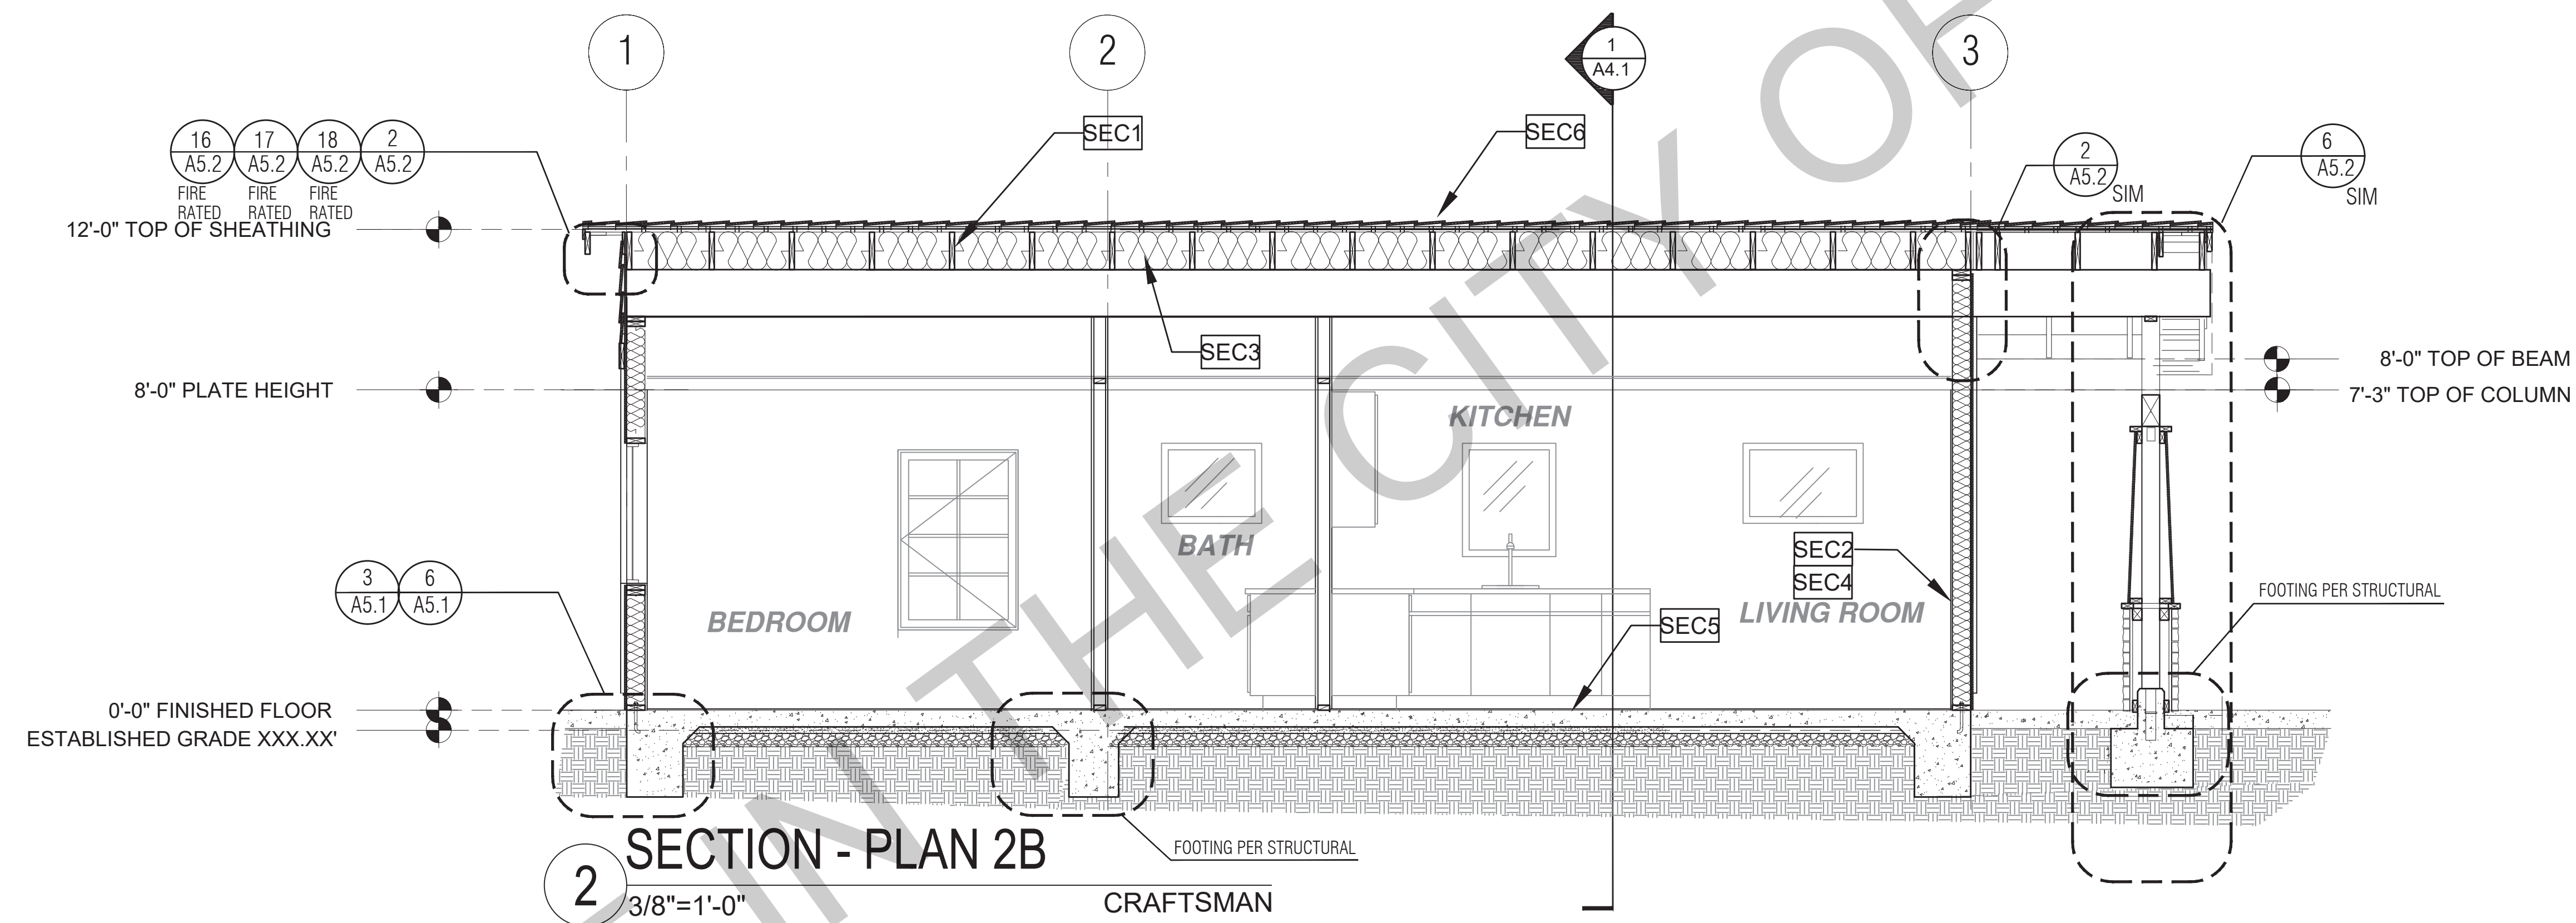 1
2
1
A4.1
3
16
A5.2
FIRE
RATED
17
A5.2
FIRE
RATED
18
A5.2
FIRE
RATED
2
A5.2
SEC1
SEC6
2
A5.2
SIM
6
A5.2
SIM
12'-0" TOP OF SHEATHING
SEC3
8'-0" TOP OF BEAM
8'-0" PLATE HEIGHT
7'-3" TOP OF COLUMN
KITCHEN
BATH
SEC2
SEC4
3
A5.1
6
A5.1
FOOTING PER STRUCTURAL
BEDROOM
LIVING ROOM
SEC5
0'-0" FINISHED FLOOR
ESTABLISHED GRADE XXX.XX'
FOOTING PER STRUCTURAL
2
SECTION - PLAN 2B
3/8"=1'-0"
CRAFTSMAN
IN THE CITY OF